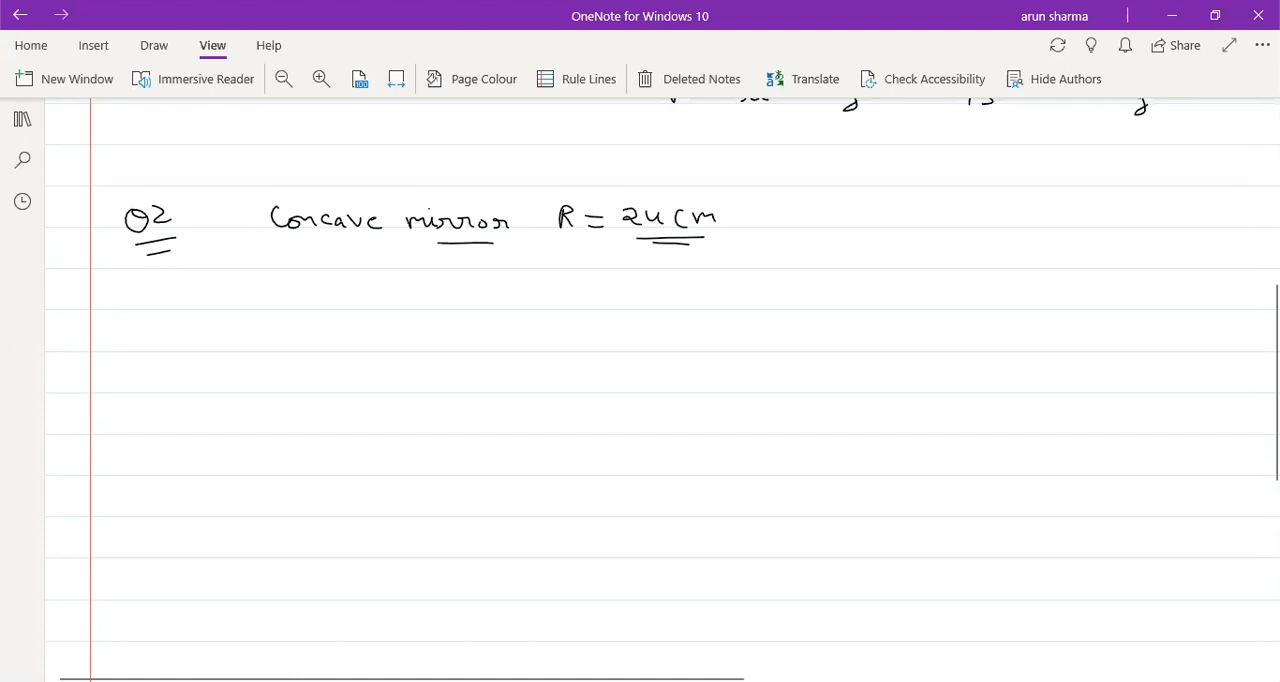 OneNote for Windows 10
arun sharma
Home Insert Draw View Help
Share
New Window Immersive Reader Page Colour Rule Lines Deleted Notes Translate Check Accessibility Hide Authors
Q2 Concave mirror R = 24 cm